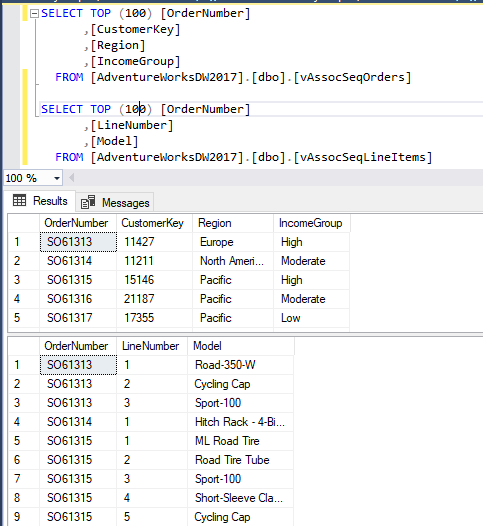 SELECT TOP (100) [OrderNumber]
,[CustomerKey]
,[Region]
,[IncomeGroup]
FROM [AdventureWorksDW2017].[dbo].[vAssocSeqOrders]
SELECT TOP (100) [OrderNumber]
,[LineNumber]
,[Model]
FROM [AdventureWorksDW2017].[dbo].[vAssocSeqLineItems]
100 %
Results Messages
OrderNumber CustomerKey Region IncomeGroup
1 SO61313 11427 Europe High
2 SO61314 11211 North Ameri... Moderate
3 SO61315 15146 Pacific High
4 SO61316 21187 Pacific Moderate
5 SO61317 17355 Pacific Low
OrderNumber LineNumber Model
1 SO61313 1 Road-350-W
2 SO61313 2 Cycling Cap
3 SO61313 3 Sport-100
4 SO61314 1 Hitch Rack - 4-Bi...
5 SO61315 1 ML Road Tire
6 SO61315 2 Road Tire Tube
7 SO61315 3 Sport-100
8 SO61315 4 Short-Sleeve Cla...
9 SO61315 5 Cycling Cap